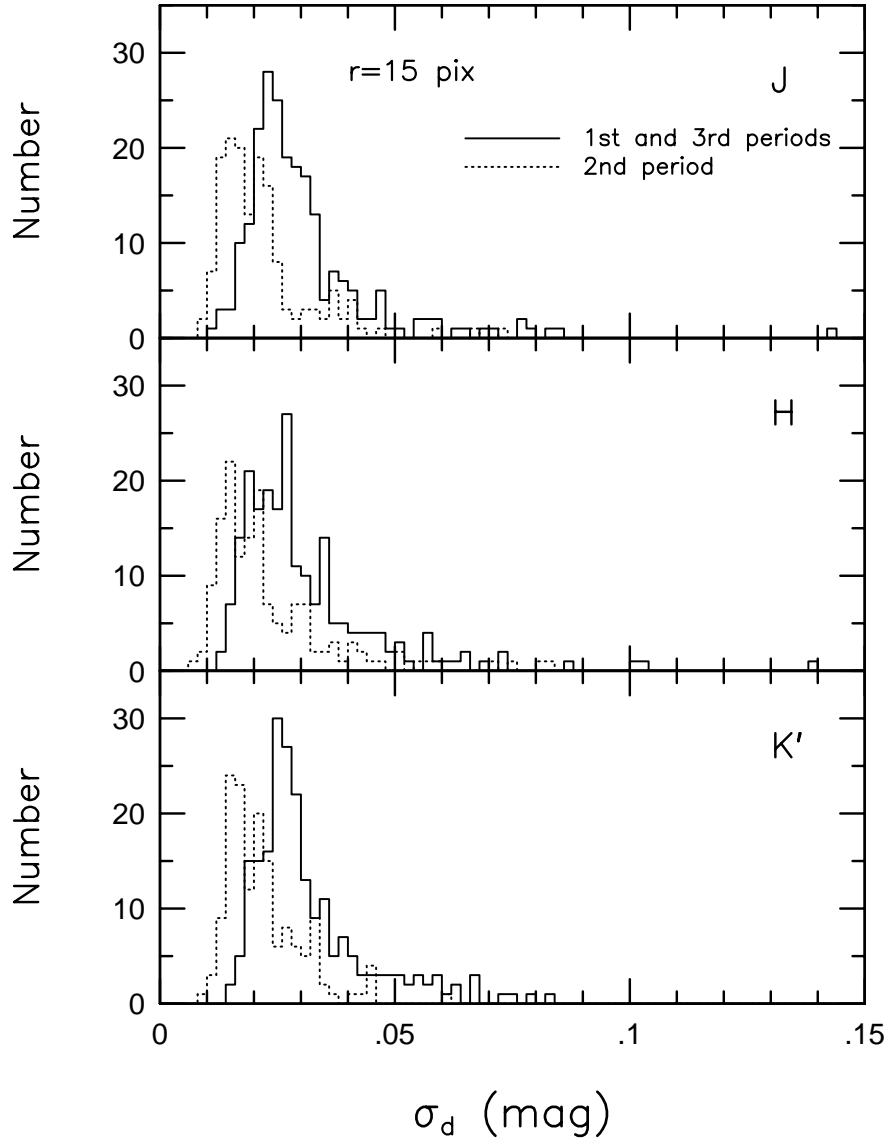 30
20
10
0
Number
r=15 pix
J
1st and 3rd periods
2nd period
30
20
10
0
Number
H
30
20
10
0
Number
K′
0 .05 .1 .15
σd (mag)